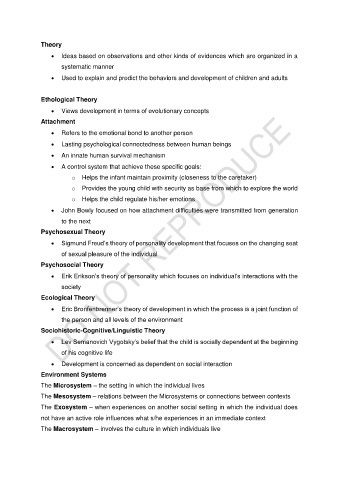 Theory
• Ideas based on observations and other kinds of evidences which are organized in a
systematic manner
• Used to explain and predict the behaviors and development of children and adults
Ethological Theory
• Views development in terms of evolutionary concepts
Attachment
• Refers to the emotional bond to another person
• Lasting psychological connectedness between human beings
• An innate human survival mechanism
• A control system that achieve these specific goals:
o Helps the infant maintain proximity (closeness to the caretaker)
o Provides the young child with security as base from which to explore the world
o Helps the child regulate his/her emotions
• John Bowly focused on how attachment difficulties were transmitted from generation
to the next
Psychosexual Theory
• Sigmund Freud's theory of personality development that focuses on the changing seat
of sexual pleasure of the individual
Psychosocial Theory
• Erik Erikson's theory of personality which focuses on individual's interactions with the
society
Ecological Theory
• Eric Bronfenbrenner's theory of development in which the process is a joint function of
the person and all levels of the environment
Sociohistoric-Cognitive/Linguistic Theory
• Lev Semanovich Vygotsky's belief that the child is socially dependent at the beginning
of his cognitive life
• Development is concerned as dependent on social interaction
Environment Systems
The Microsystem – the setting in which the individual lives
The Mesosystem – relations between the Microsystems or connections between contexts
The Exosystem – when experiences on another social setting in which the individual does
not have an active role influences what s/he experiences in an immediate context
The Macrosystem – involves the culture in which individuals live
DO NOT REPRODUCE